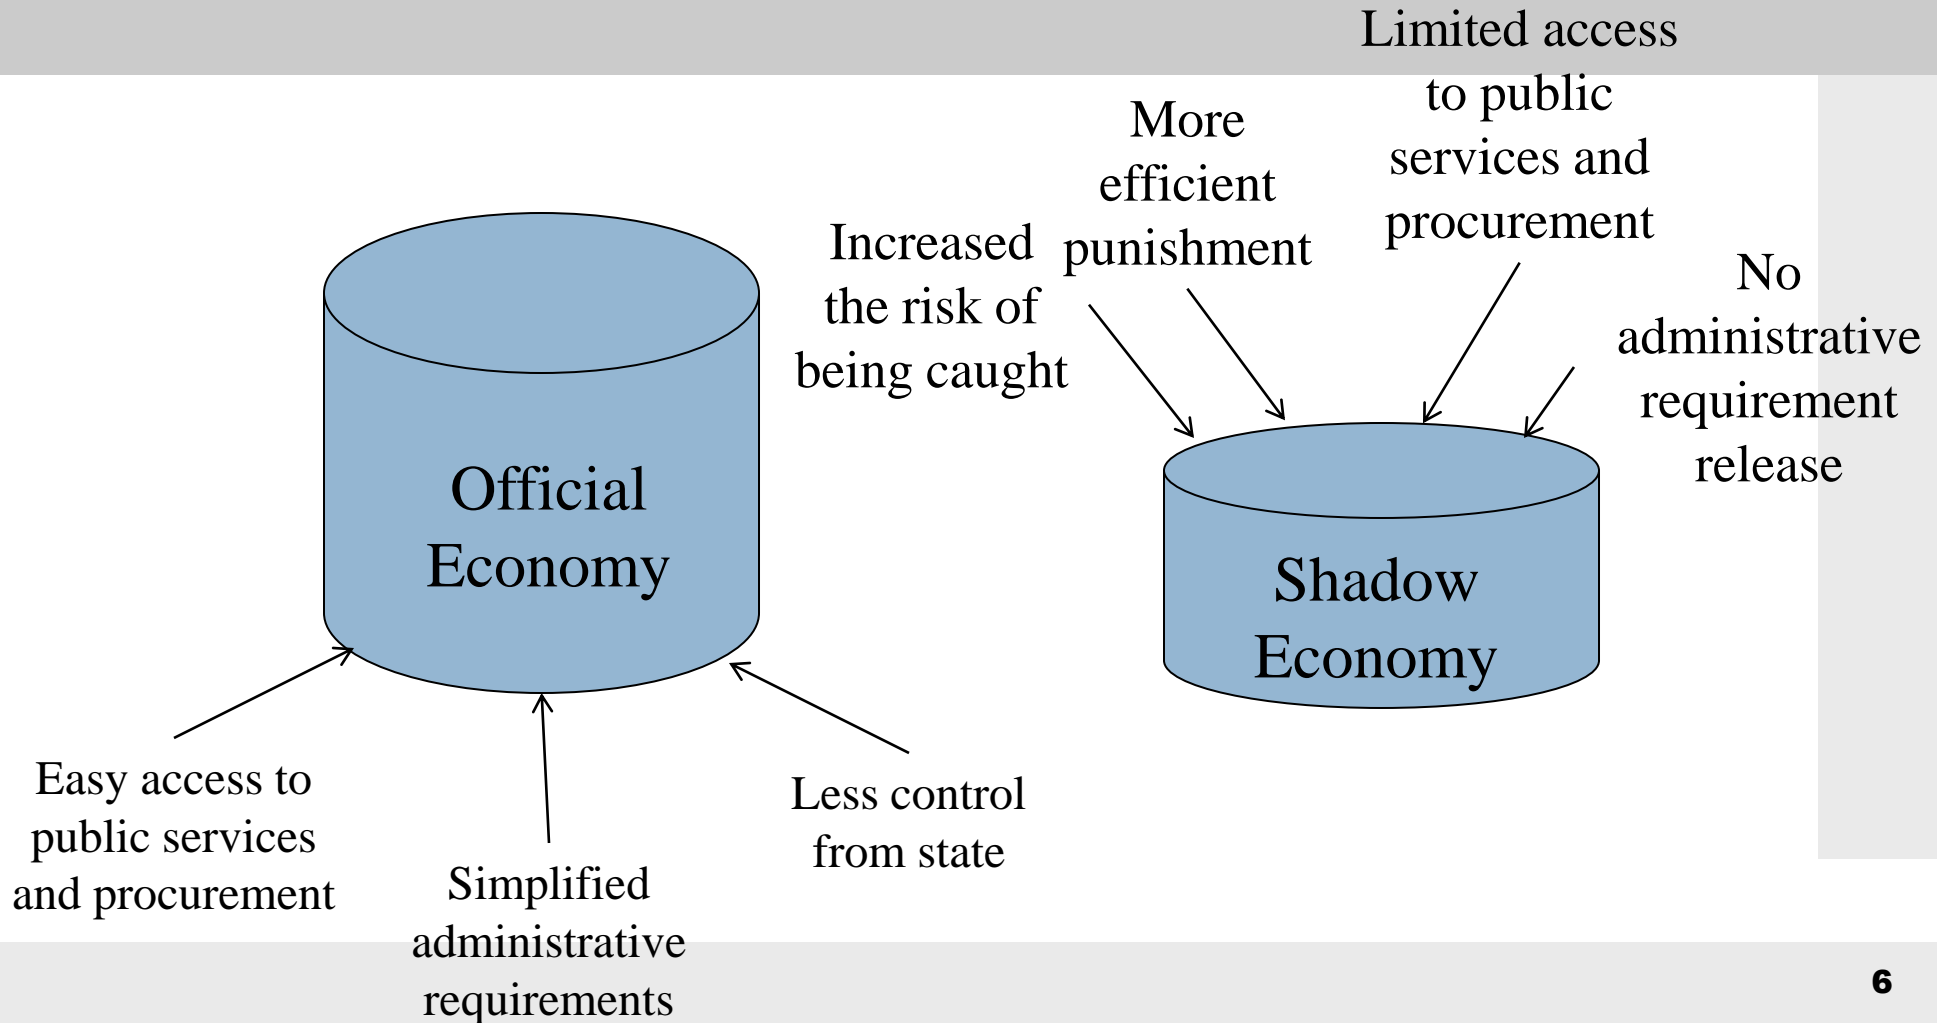 Limited access
to public
services and
procurement
More
efficient
punishment
Increased
the risk of
being caught
No
administrative
requirement
release
Official
Economy
Shadow
Economy
Easy access to
public services
and procurement
Simplified
administrative
requirements
Less control
from state
6